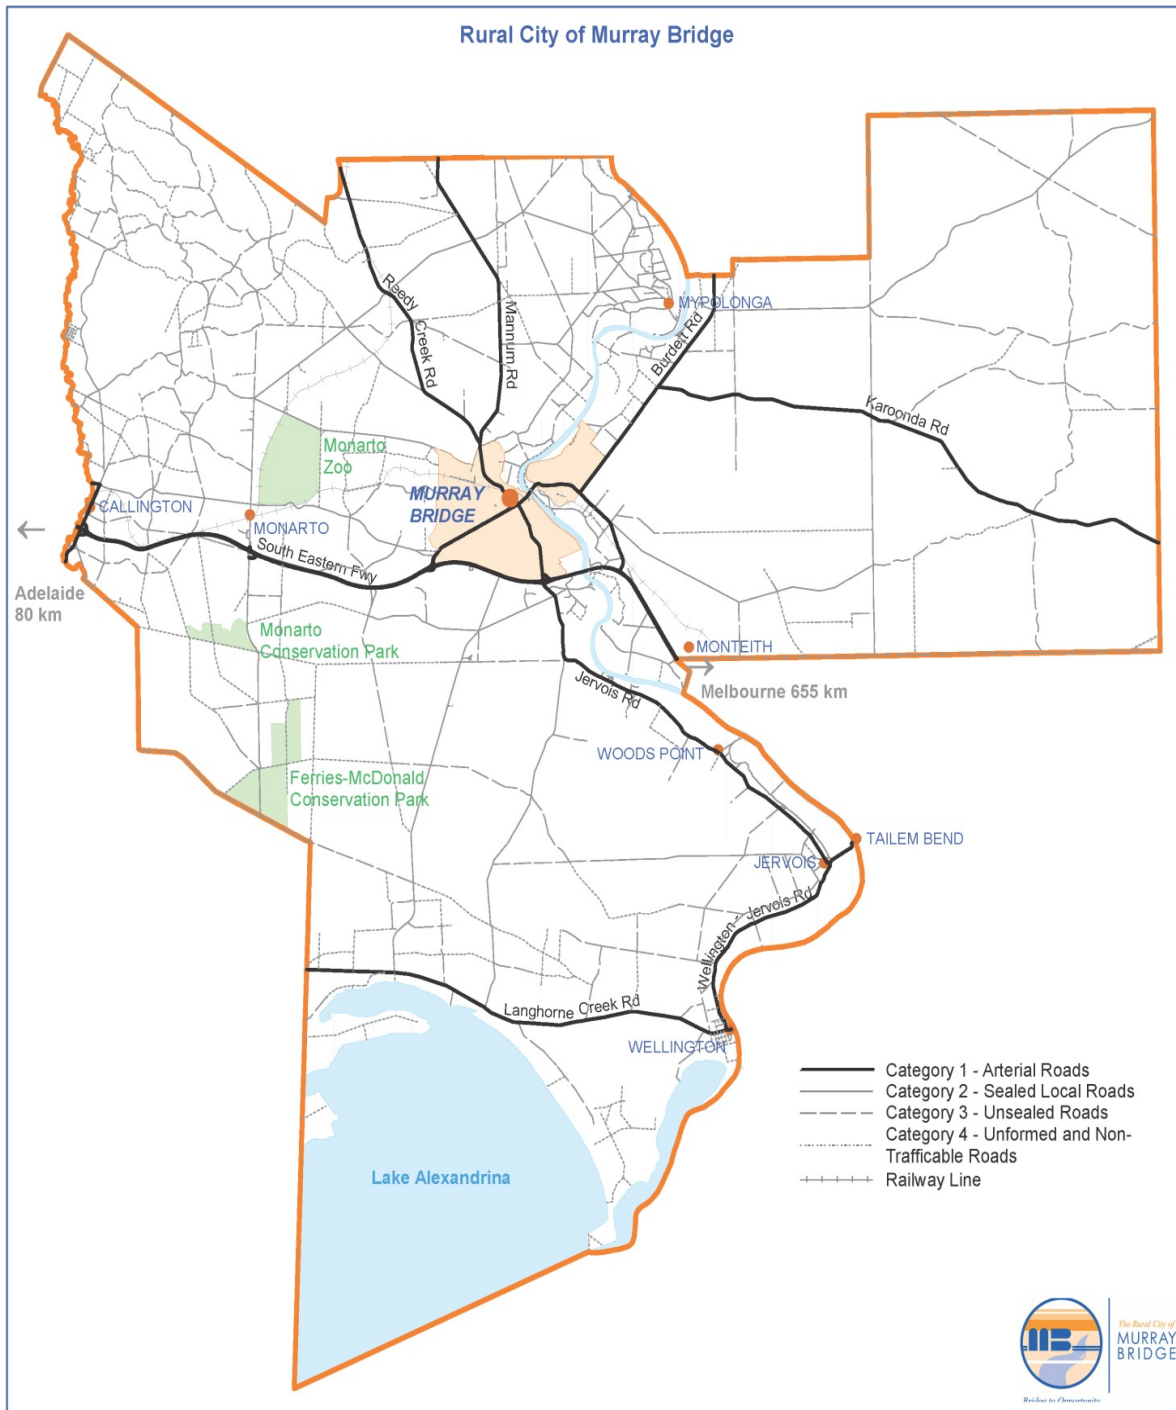 Rural City of Murray Bridge
MYPOLONGA
Reedy Creek Rd
Mannum Rd
Burdett Rd
Karoonda Rd
Monarto
Zoo
MURRAY
BRIDGE
CALLINGTON
MONARTO
South Eastern Fwy
Adelaide
80 km
Monarto
Conservation Park
MONTEITH
Melbourne 655 km
Jervois Rd
WOODS POINT
Ferries-McDonald
Conservation Park
TAILEM BEND
JERVOIS
Wellington - Jervois Rd
Langhorne Creek Rd
WELLINGTON
Category 1 - Arterial Roads
Category 2 - Sealed Local Roads
Category 3 - Unsealed Roads
Category 4 - Unformed and Non-
Trafficable Roads
Railway Line
Lake Alexandrina
The Rural City of
MURRAY
BRIDGE
Bridge to Opportunity